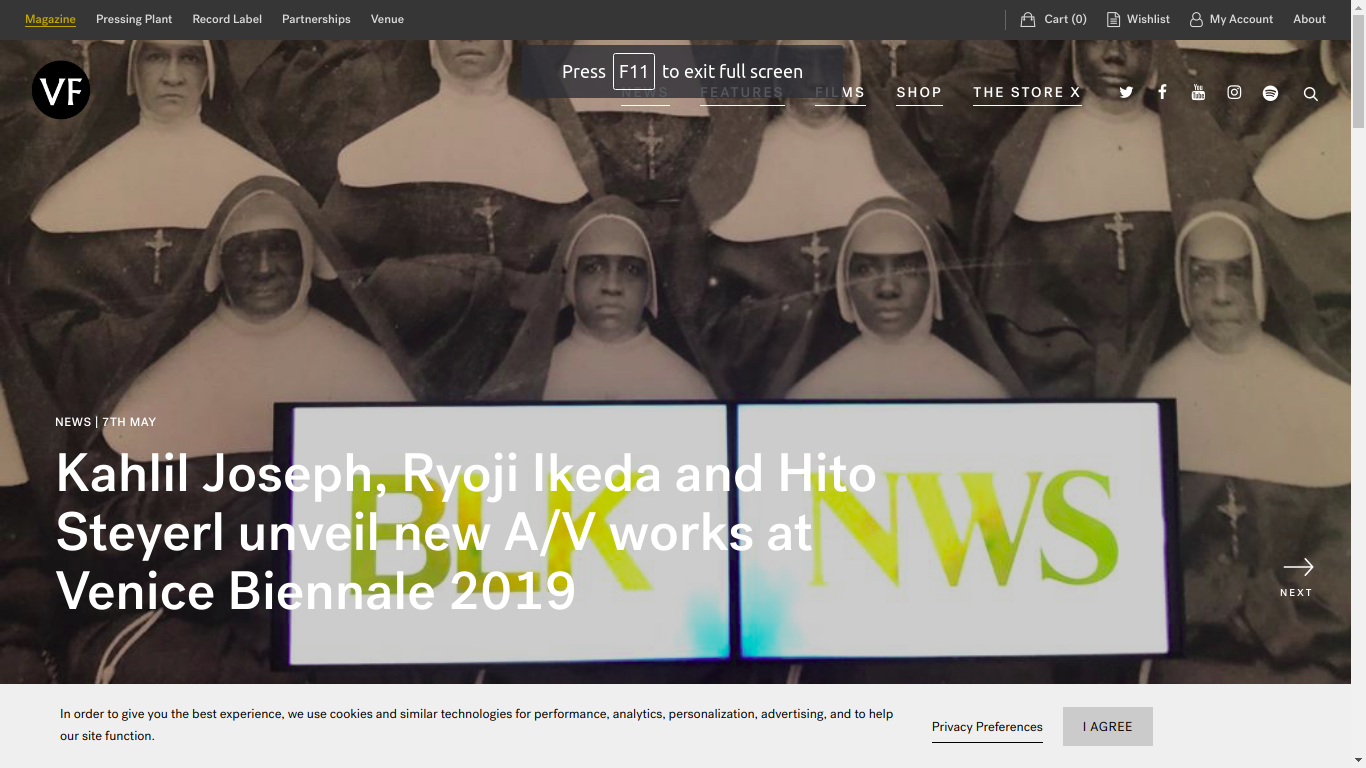 Magazine Pressing Plant Record Label Partnerships Venue Cart (0) Wishlist My Account About
VF
Press F11 to exit full screen
NEWS FEATURES FILMS SHOP THE STORE X
You Tube
NEWS | 7TH MAY
Kahlil Joseph, Ryoji Ikeda and Hito
Steyerl unveil new A/V works at
Venice Biennale 2019
BLK NWS
NEXT
In order to give you the best experience, we use cookies and similar technologies for performance, analytics, personalization, advertising, and to help
our site function.
Privacy Preferences
I AGREE